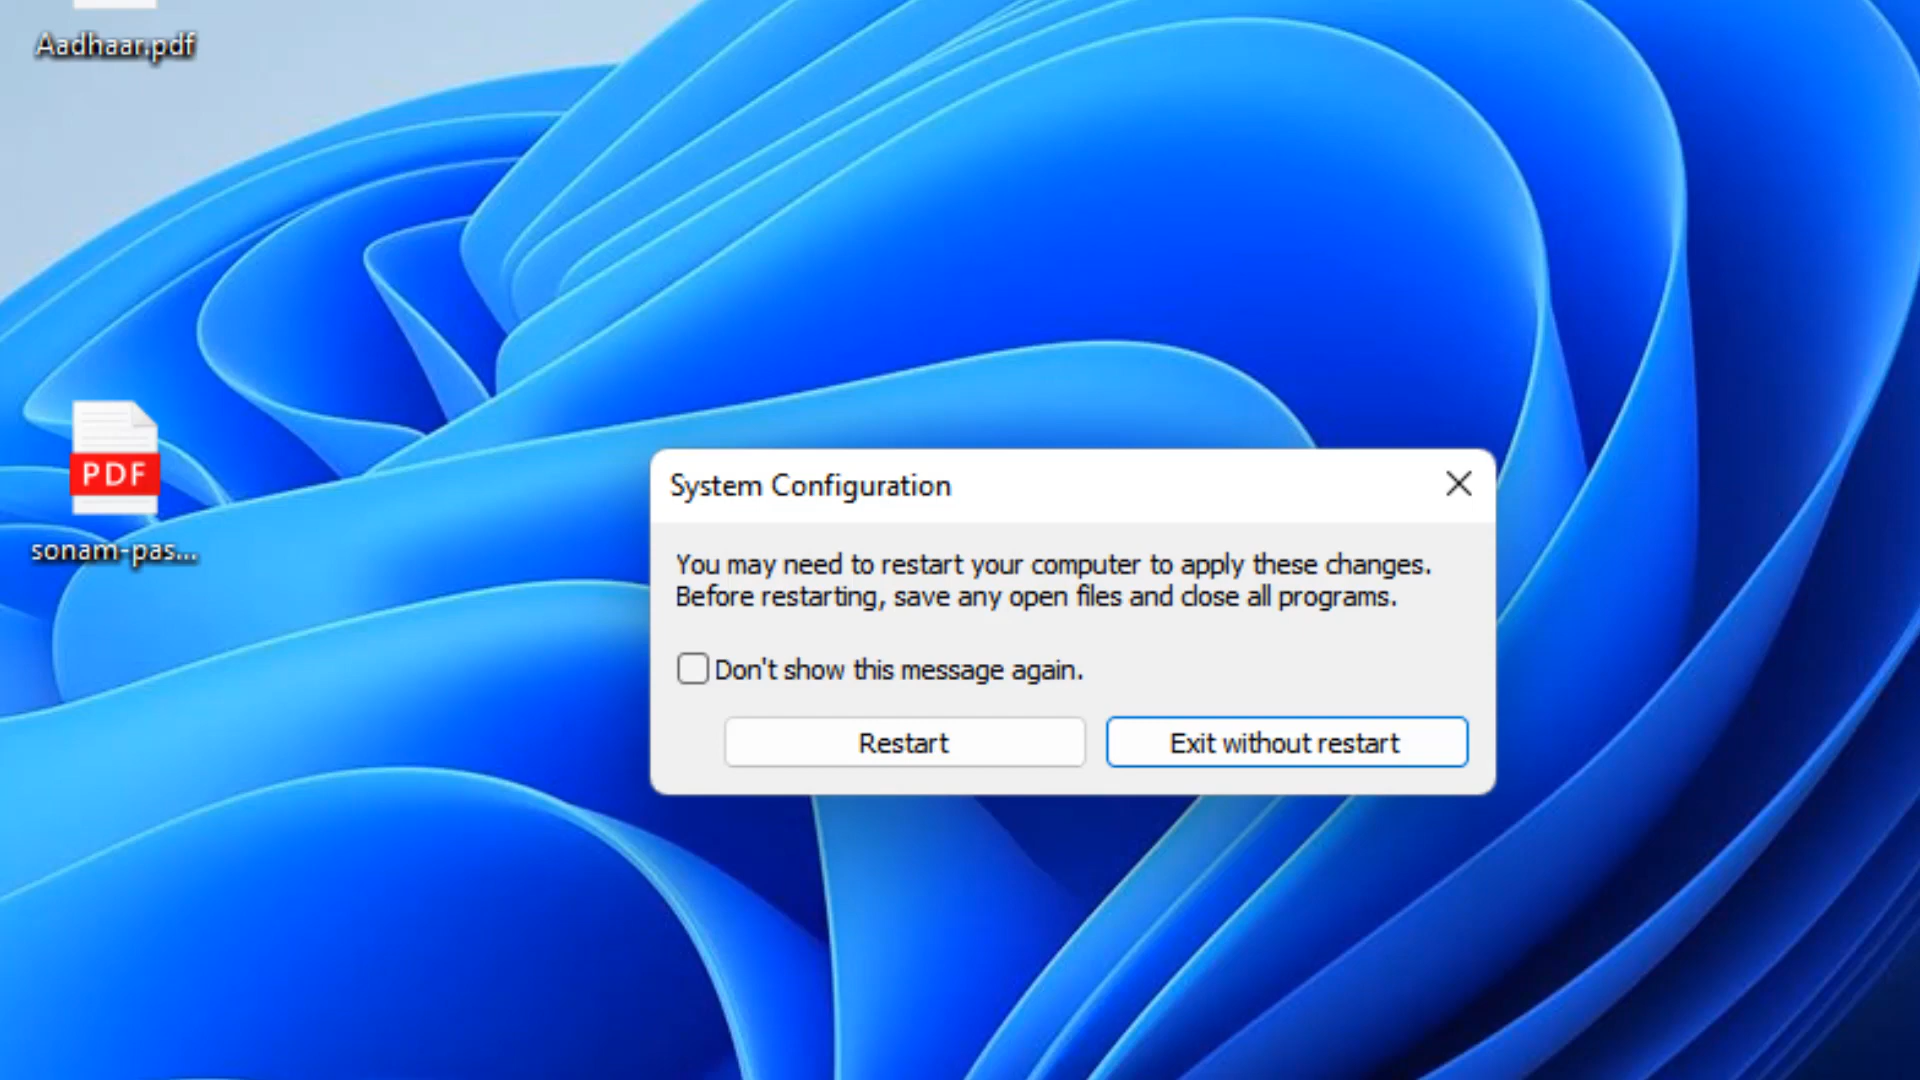 Aadhaar.pdf
PDF
sonam-pas...
System Configuration
You may need to restart your computer to apply these changes.
Before restarting, save any open files and close all programs.
Don't show this message again.
Restart
Exit without restart